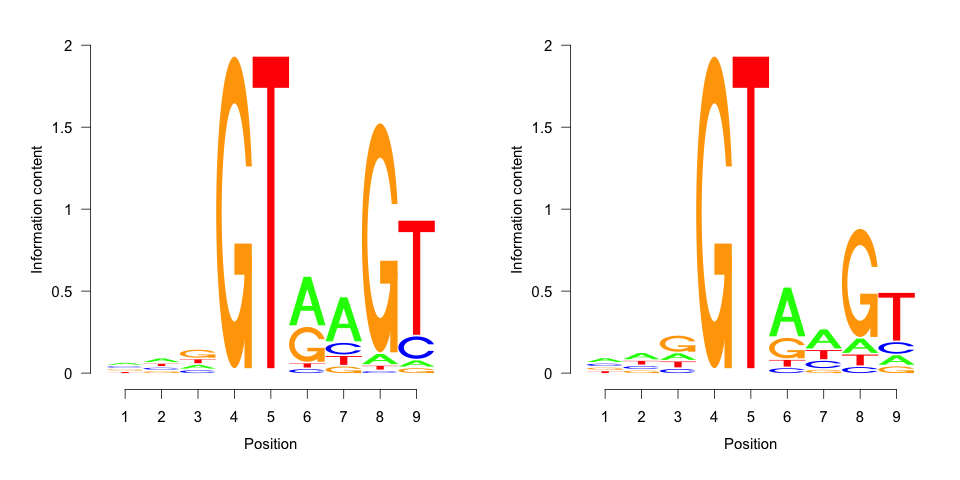 2
1.5
1
0.5
0
Information content
G T A A G T
G C C
G T A A
C T G T C G
1 2 3 4 5 6 7 8 9
Position
2
1.5
1
0.5
0
Information content
G T A A G T
G A G T A C
T C T A
C C G C G
1 2 3 4 5 6 7 8 9
Position